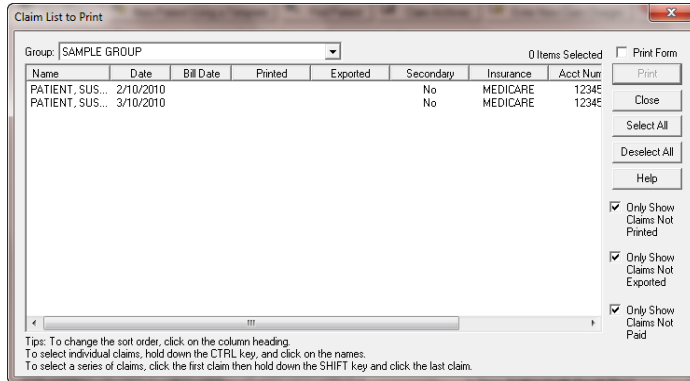 Claim List to Print
Group: SAMPLE GROUP
0 Items Selected
Print Form
Name Date Bill Date Printed Exported Secondary Insurance Acct Num
PATIENT, SUS... 2/10/2010 No MEDICARE 12345
PATIENT, SUS... 3/10/2010 No MEDICARE 12345
Print
Close
Select All
Deselect All
Help
Only Show
Claims Not
Printed
Only Show
Claims Not
Exported
Only Show
Claims Not
Paid
Tips: To change the sort order, click on the column heading.
To select individual claims, hold down the CTRL key, and click on the names.
To select a series of claims, click the first claim then hold down the SHIFT key and click the last claim.